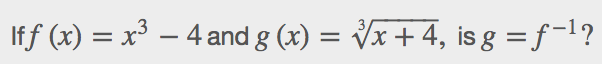 If f (x) = x³ − 4 and g (x) = ∛x + 4, is g = f⁻¹?